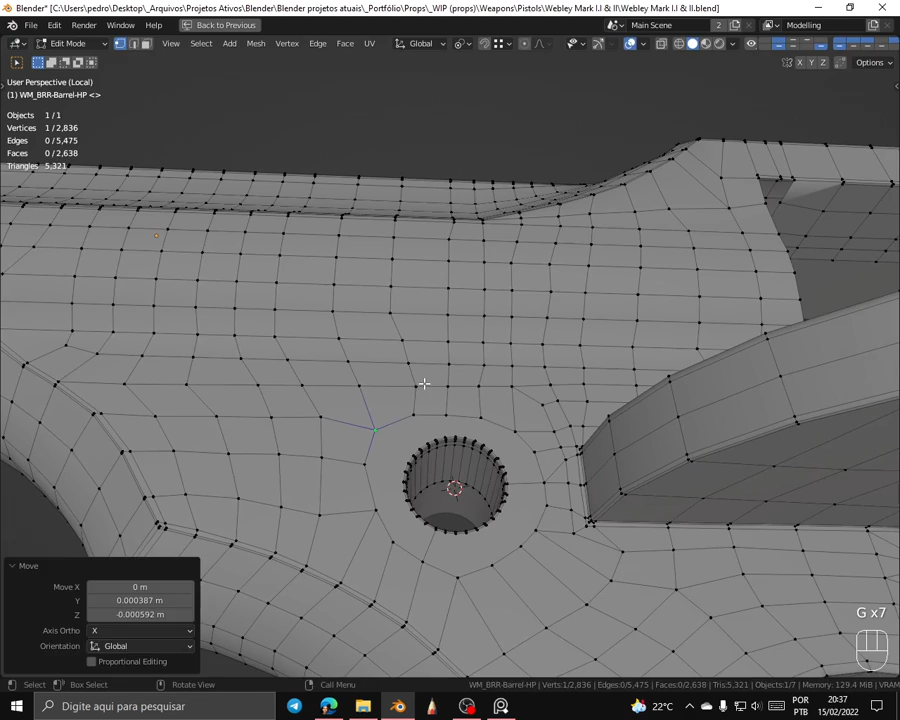 Blender* [C:\Users\pedro\Desktop\_Arquivos\Projetos Ativos\Blender\Blender projetos atuais\_Portfólio\Props\_WIP (props)\Weapons\Pistols\Webley Mark I.I & II\Webley Mark I.I & II.blend]
File Edit Render Window Help Back to Previous Main Scene 2 Modelling
Edit Mode View Select Add Mesh Vertex Edge Face UV Global
X Y Z Options
User Perspective (Local)
(1) WM_BRR-Barrel-HP <>
Objects 1/1
Vertices 1/2,836
Edges 0/5,475
Faces 0/2,638
Triangles 5,321
Move
Move X 0 m
Y 0.000387 m
Z -0.000592 m
Axis Ortho X
Orientation Global
Proportional Editing
G x7
Select Box Select Rotate View Call Menu WM_BRR-Barrel-HP | Verts:1/2,836 | Edges:0/5,475 | Faces:0/2,638 | Tris:5,321 | Objects:1/7 | Memory: 129.4 MiB | VRAM
Digite aqui para pesquisar 22°C POR PTB 20:37 15/02/2022